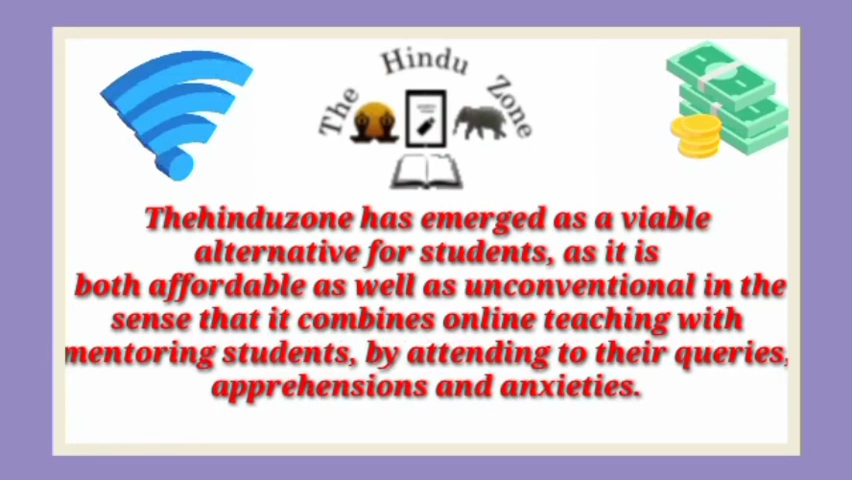 The Hindu Zone
Thehinduzone has emerged as a viable
alternative for students, as it is
both affordable as well as unconventional in the
sense that it combines online teaching with
mentoring students, by attending to their queries,
apprehensions and anxieties.